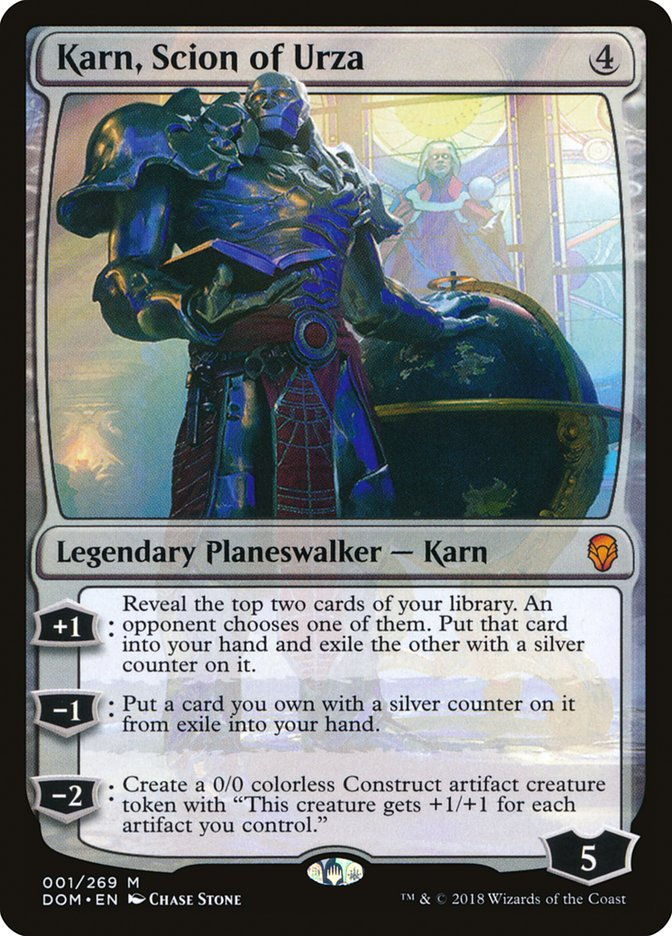 Karn, Scion of Urza 4
Legendary Planeswalker — Karn
+1 : Reveal the top two cards of your library. An
opponent chooses one of them. Put that card
into your hand and exile the other with a silver
counter on it.
−1 : Put a card you own with a silver counter on it
from exile into your hand.
−2 : Create a 0/0 colorless Construct artifact creature
token with “This creature gets +1/+1 for each
artifact you control.”
5
001/269 M
DOM • EN Chase Stone
™ & © 2018 Wizards of the Coast